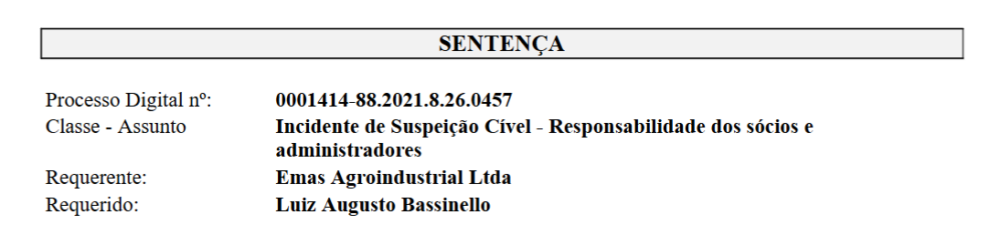 SENTENÇA
Processo Digital nº: 0001414-88.2021.8.26.0457
Classe - Assunto Incidente de Suspeição Cível - Responsabilidade dos sócios e
administradores
Requerente: Emas Agroindustrial Ltda
Requerido: Luiz Augusto Bassinello